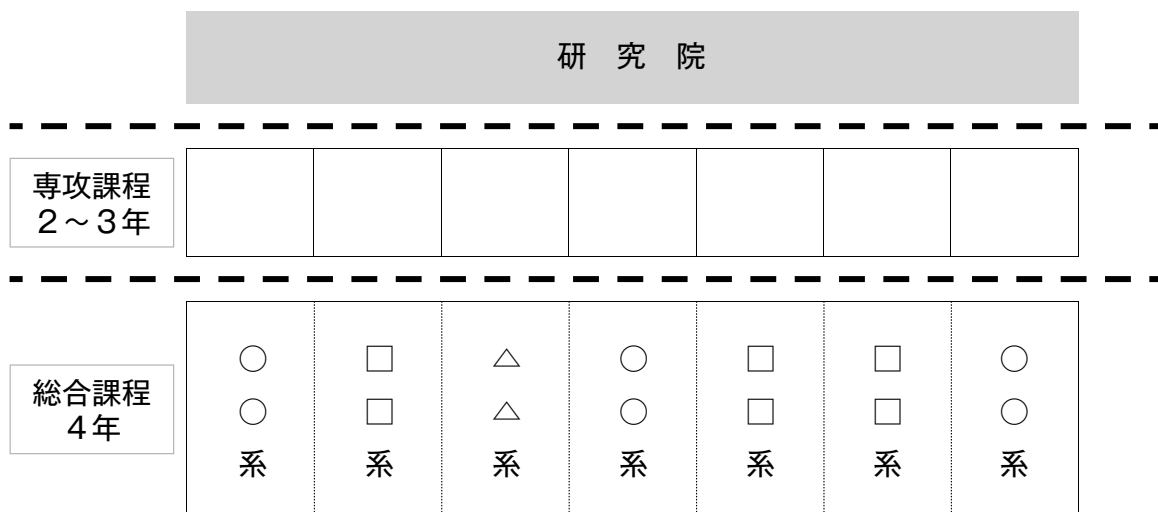 研究院
専攻課程
2～3年
総合課程
4年
○○系
□□系
△△系
○○系
□□系
□□系
○○系